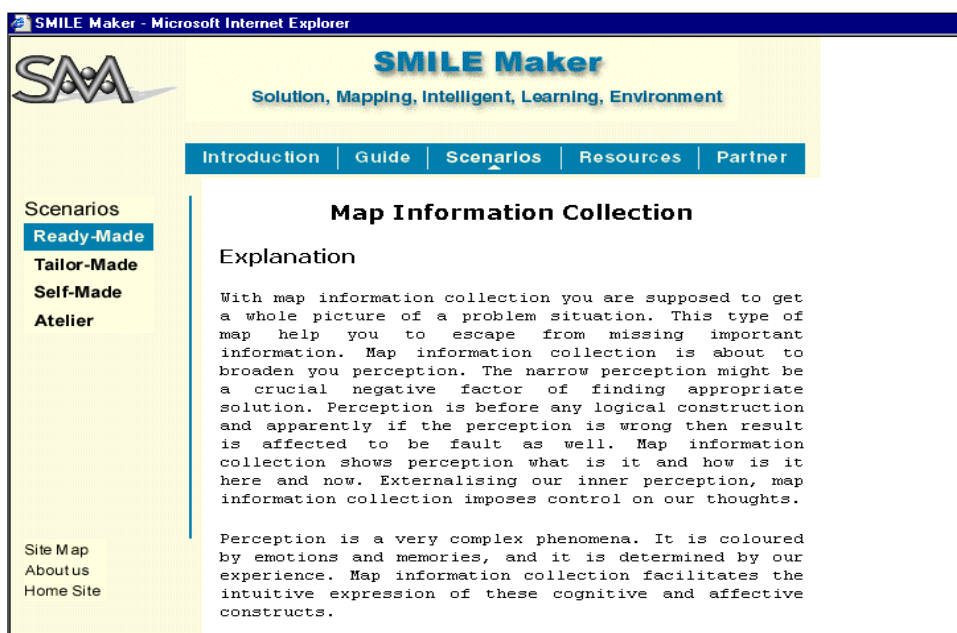 SMILE Maker - Microsoft Internet Explorer
SMILE Maker
Solution, Mapping, Intelligent, Learning, Environment
Introduction Guide Scenarios Resources Partner
Scenarios
Ready-Made
Tailor-Made
Self-Made
Atelier
Site Map
About us
Home Site
Map Information Collection
Explanation
With map information collection you are supposed to get
a whole picture of a problem situation. This type of
map help you to escape from missing important
information. Map information collection is about to
broaden you perception. The narrow perception might be
a crucial negative factor of finding appropriate
solution. Perception is before any logical construction
and apparently if the perception is wrong then result
is affected to be fault as well. Map information
collection shows perception what is it and how is it
here and now. Externalising our inner perception, map
information collection imposes control on our thoughts.
Perception is a very complex phenomena. It is coloured
by emotions and memories, and it is determined by our
experience. Map information collection facilitates the
intuitive expression of these cognitive and affective
constructs.